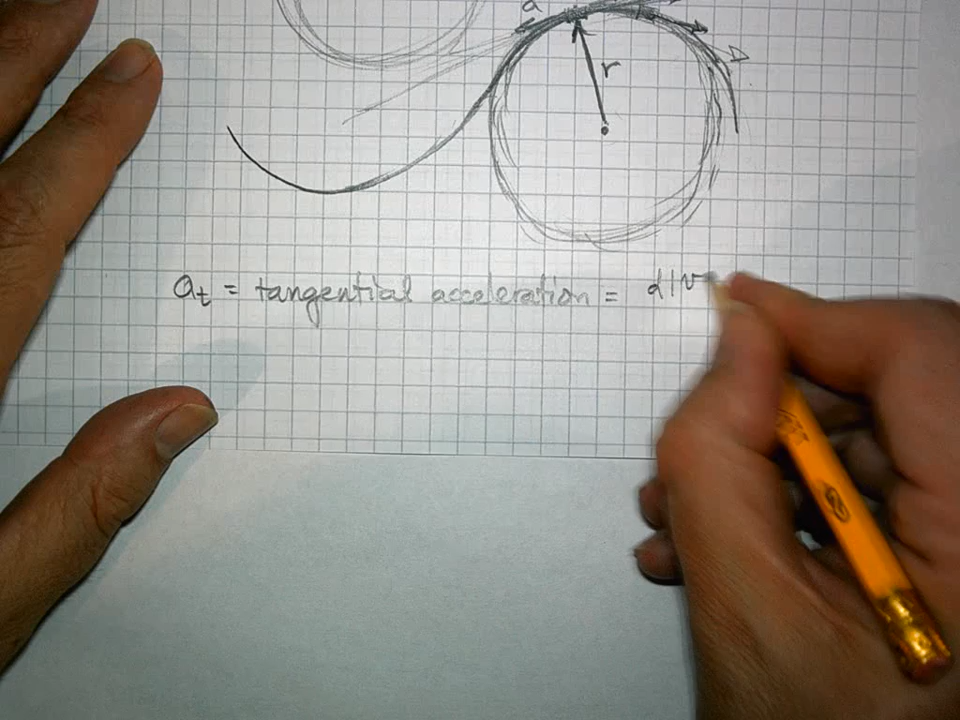 a
r
a_t = tangential acceleration = d|v